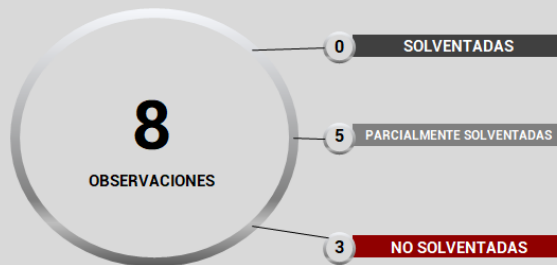 8
OBSERVACIONES
0 SOLVENTADAS
5 PARCIALMENTE SOLVENTADAS
3 NO SOLVENTADAS